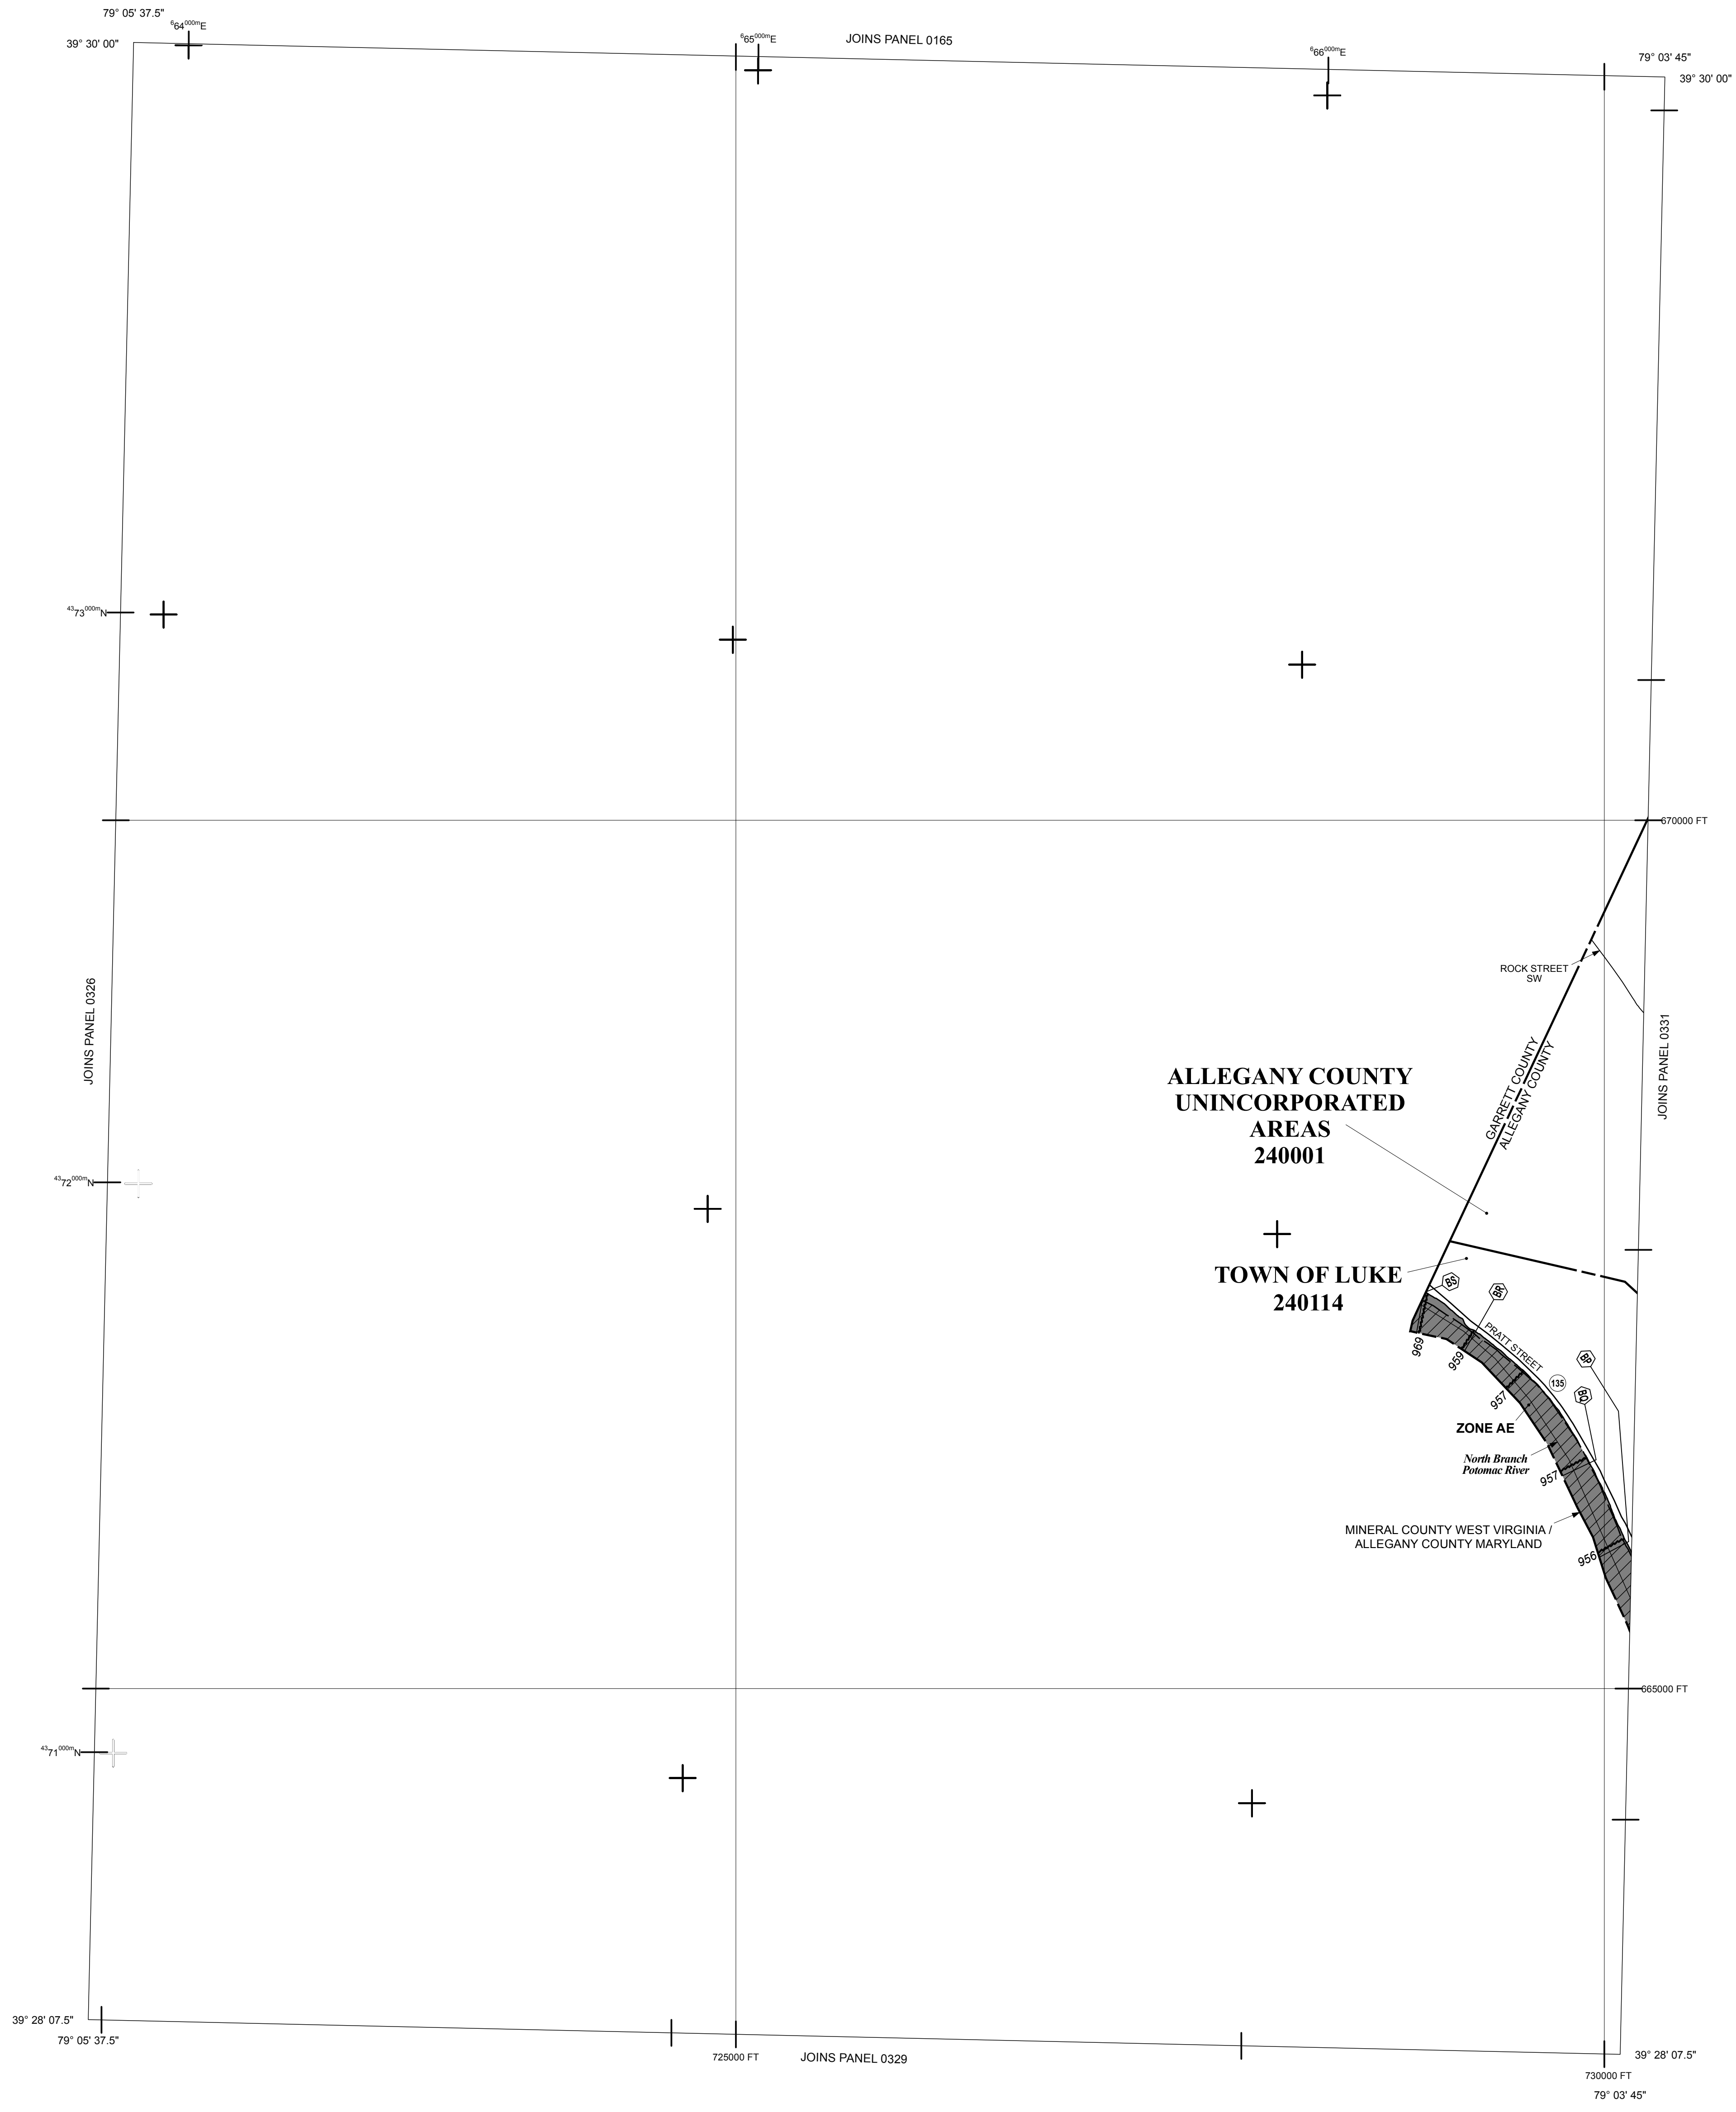 79° 05' 37.5"
39° 30' 00"
664000mE
665000mE
JOINS PANEL 0165
666000mE
79° 03' 45"
39° 30' 00"
4373000mN
670000 FT
JOINS PANEL 0326
ROCK STREET
SW
JOINS PANEL 0331
GARRETT COUNTY
ALLEGANY COUNTY
ALLEGANY COUNTY
UNINCORPORATED
AREAS
240001
4372000mN
TOWN OF LUKE
240114
BS
BR
PRATT STREET
969
959
BP
135
BQ
957
ZONE AE
North Branch
Potomac River
957
MINERAL COUNTY WEST VIRGINIA /
ALLEGANY COUNTY MARYLAND
956
665000 FT
4371000mN
39° 28' 07.5"
79° 05' 37.5"
725000 FT
JOINS PANEL 0329
39° 28' 07.5"
730000 FT
79° 03' 45"